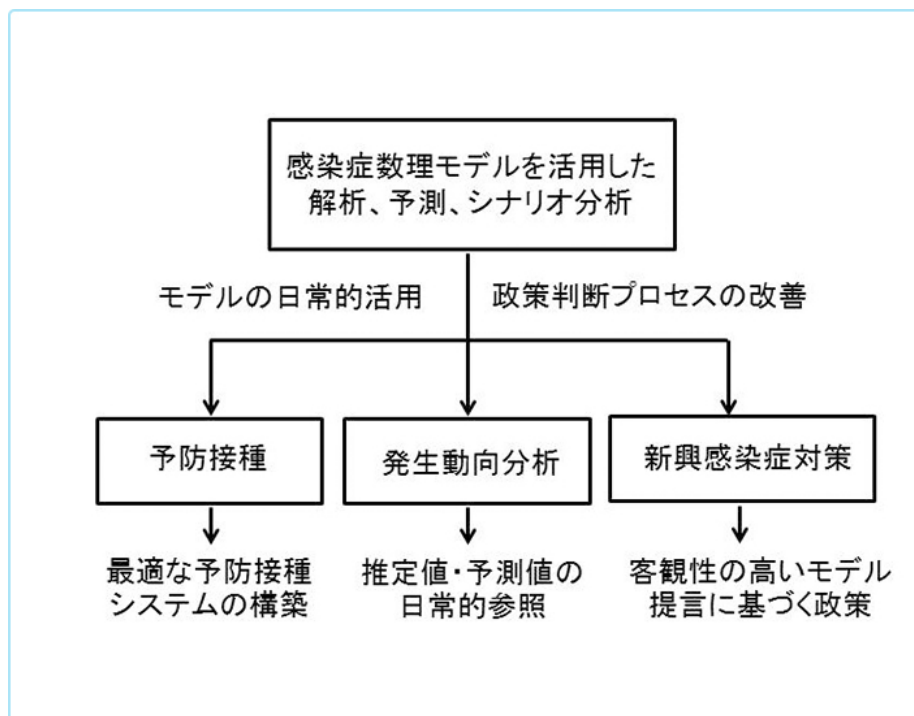 感染症数理モデルを活用した
解析、予測、シナリオ分析
モデルの日常的活用
政策判断プロセスの改善
予防接種
発生動向分析
新興感染症対策
最適な予防接種
システムの構築
推定値・予測値の
日常的参照
客観性の高いモデル
提言に基づく政策